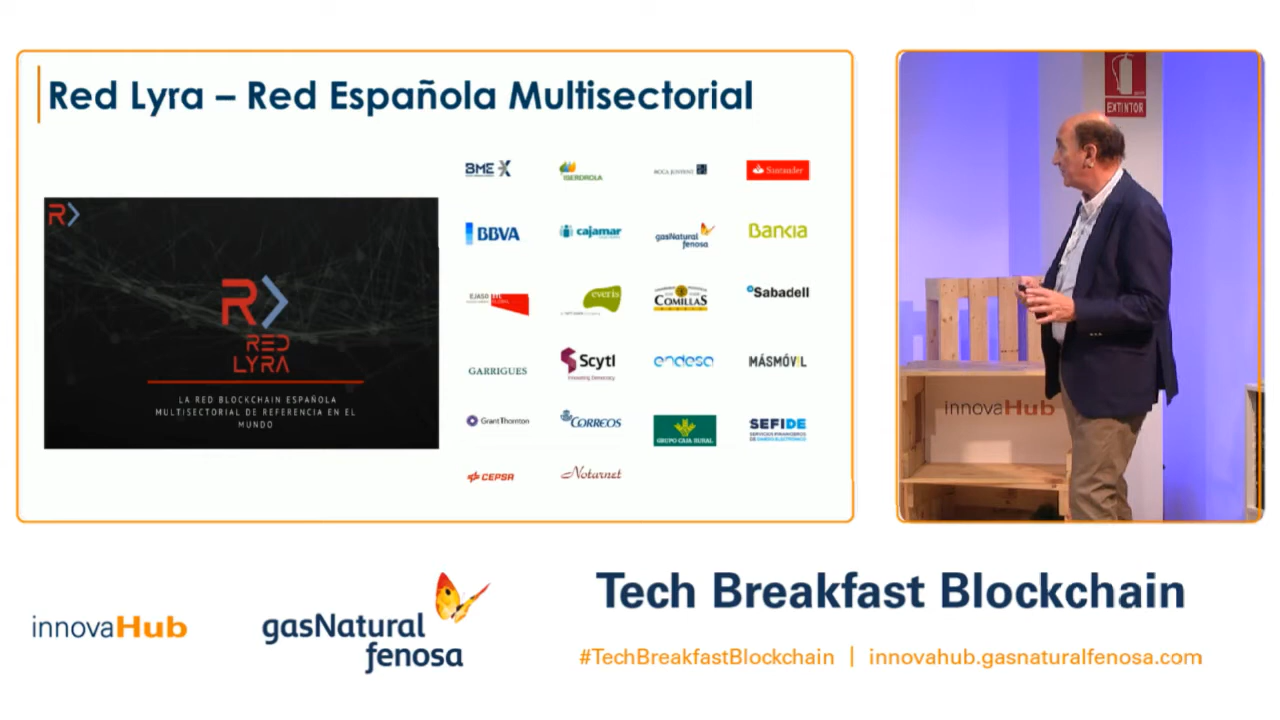 Red Lyra – Red Española Multisectorial
BME X
IBERDROLA
ROCA JUNYENT
Santander
BBVA
cajamar
gasNatural
fenosa
Bankia
EJASO ETL
GLOBAL
everis
COMILLAS
Sabadell
GARRIGUES
Scytl
Innovating Democracy
endesa
MÁSMÓVIL
GrantThornton
CORREOS
GRUPO CAJA RURAL
SEFIDE
SERVICIOS FINANCIEROS
DE DINERO ELECTRÓNICO
CEPSA
Notarnet
R
R
RED
LYRA
LA RED BLOCKCHAIN ESPAÑOLA
MULTISECTORIAL DE REFERENCIA EN EL
MUNDO
EXTINTOR
innovaHub
innovaHub
gasNatural
fenosa
Tech Breakfast Blockchain
#TechBreakfastBlockchain | innovahub.gasnaturalfenosa.com